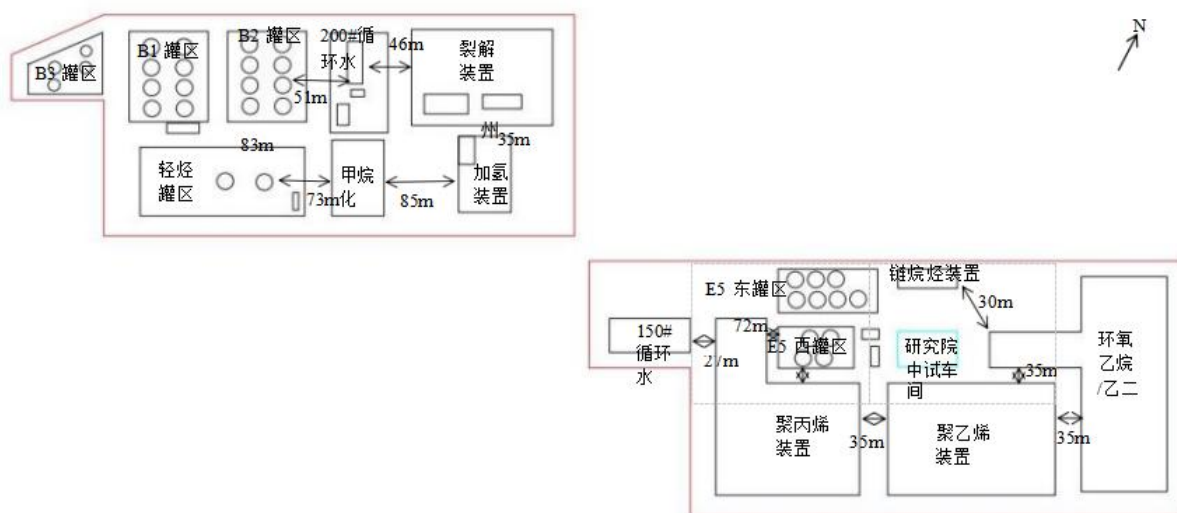 N
B1 罐区
B2 罐区
200#循
环水
46m
裂解
装置
B3 罐区
51m
州
35m
83m
轻烃
罐区
73m
甲烷
化
85m
加氢
装置
E5 东罐区
链烷烃装置
30m
150#
循环
水
27m
72m
E5 西罐区
研究院
中试车
间
35m
环氧
乙烷
/乙二
聚丙烯
装置
35m
聚乙烯
装置
35m